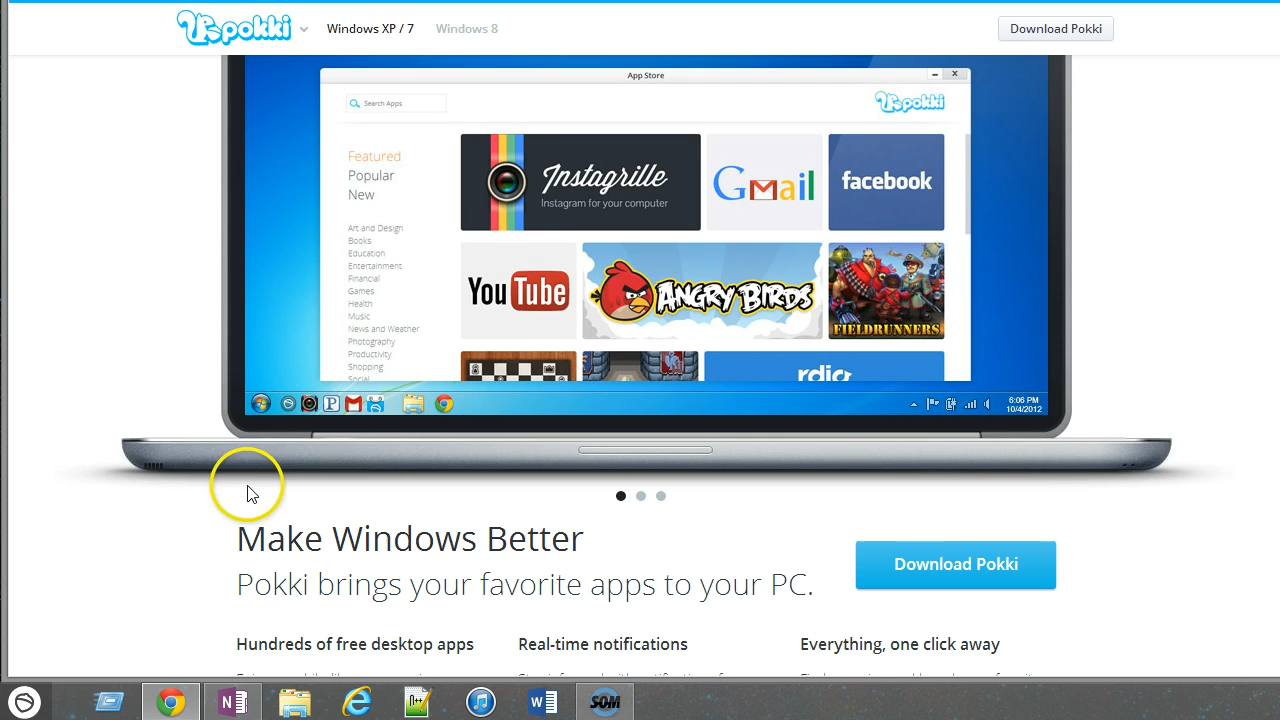 pokki
Windows XP / 7
Windows 8
Download Pokki
App Store
Search Apps
pokki
Featured
Popular
New
Art and Design
Books
Education
Entertainment
Financial
Games
Health
Music
News and Weather
Photography
Productivity
Shopping
Social
Instagrille
Instagram for your computer
Gmail
facebook
YouTube
ANGRY BIRDS
FIELDRUNNERS
rdio
6:06 PM
10/4/2012
Make Windows Better
Pokki brings your favorite apps to your PC.
Download Pokki
Hundreds of free desktop apps
Real-time notifications
Everything, one click away
N
N++
W
SOM